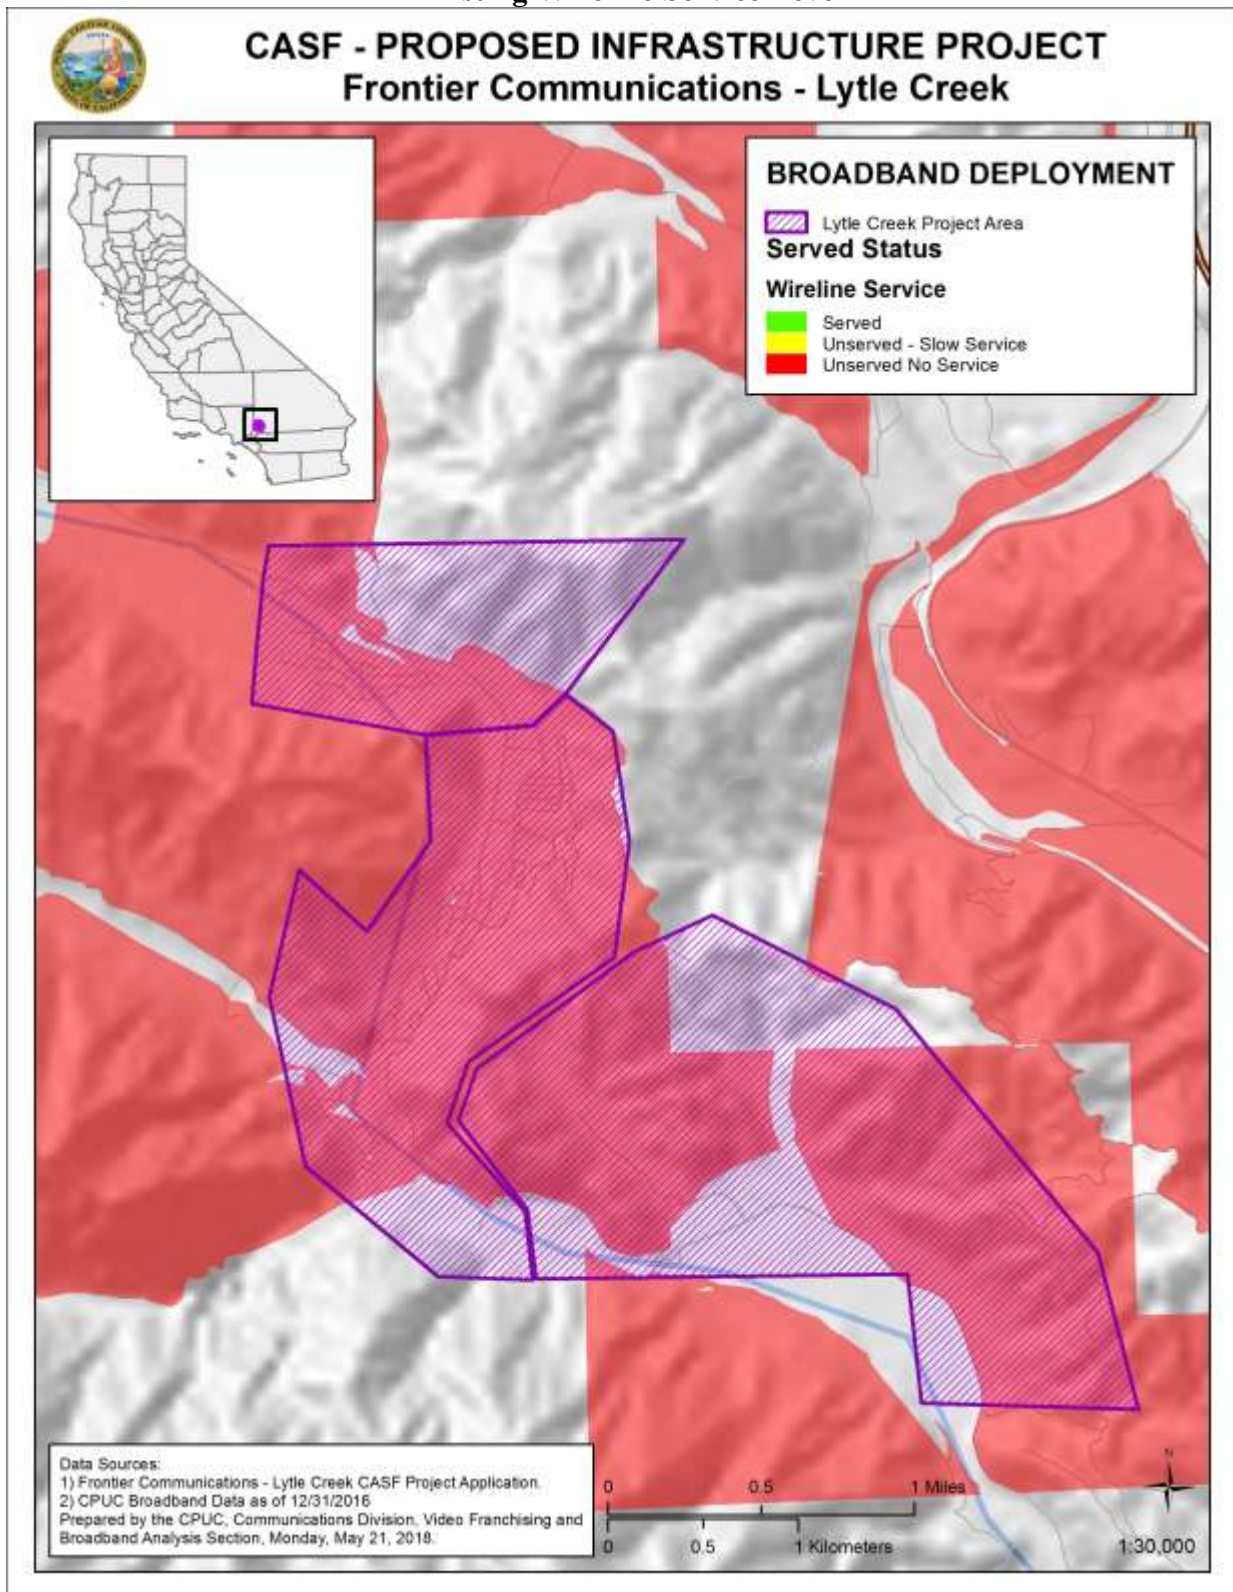 CASF - PROPOSED INFRASTRUCTURE PROJECT
Frontier Communications - Lytle Creek
BROADBAND DEPLOYMENT
Lytle Creek Project Area
Served Status
Wireline Service
Served
Unserved - Slow Service
Unserved No Service
Data Sources:
1) Frontier Communications - Lytle Creek CASF Project Application.
2) CPUC Broadband Data as of 12/31/2016
Prepared by the CPUC, Communications Division, Video Franchising and
Broadband Analysis Section, Monday, May 21, 2018.
0 0.5 1 Miles
0 0.5 1 Kilometers
N
1:30,000